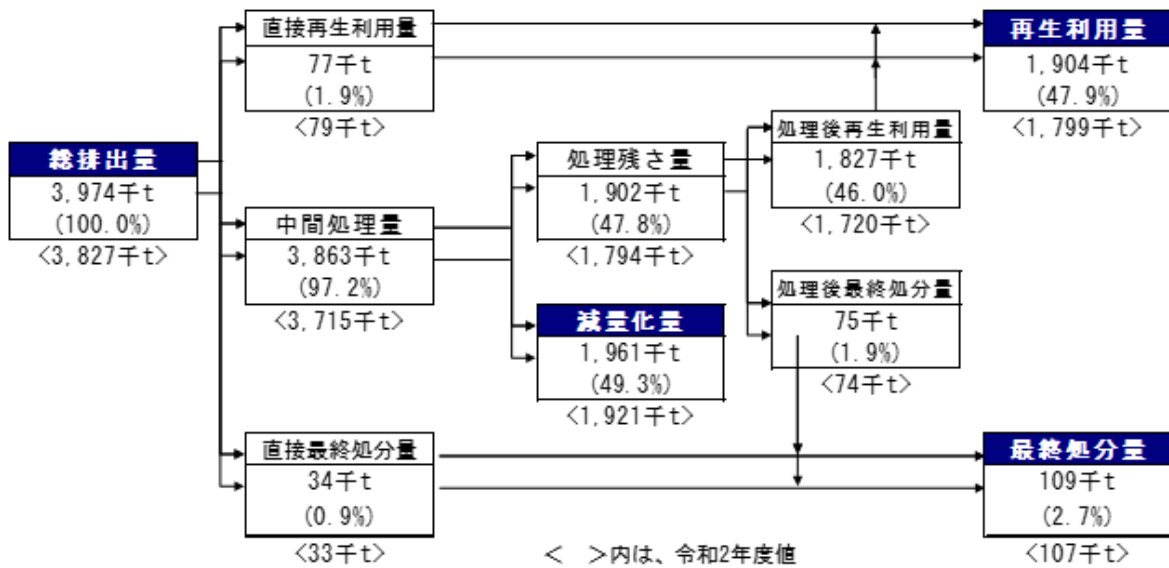 総排出量
3,974千t
(100.0%)
<3,827千t>
直接再生利用量
77千t
(1.9%)
<79千t>
中間処理量
3,863千t
(97.2%)
<3,715千t>
直接最終処分量
34千t
(0.9%)
<33千t>
処理残さ量
1,902千t
(47.8%)
<1,794千t>
減量化量
1,961千t
(49.3%)
<1,921千t>
処理後再生利用量
1,827千t
(46.0%)
<1,720千t>
処理後最終処分量
75千t
(1.9%)
<74千t>
再生利用量
1,904千t
(47.9%)
<1,799千t>
最終処分量
109千t
(2.7%)
<107千t>
< >内は、令和2年度値